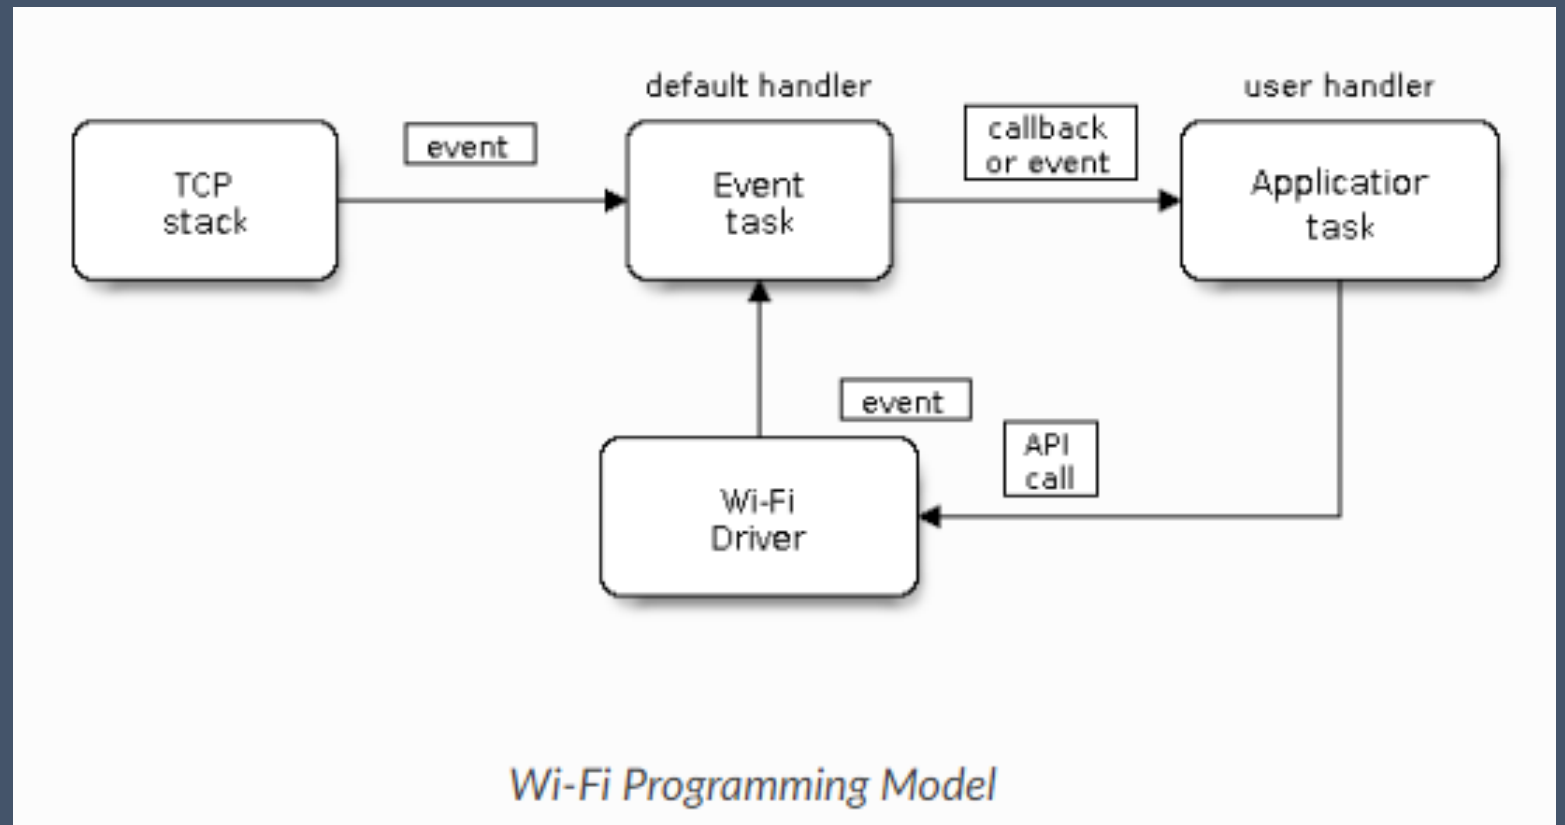 default handler
user handler
TCP
stack
event
Event
task
callback
or event
Application
task
event
API
call
Wi-Fi
Driver
Wi-Fi Programming Model